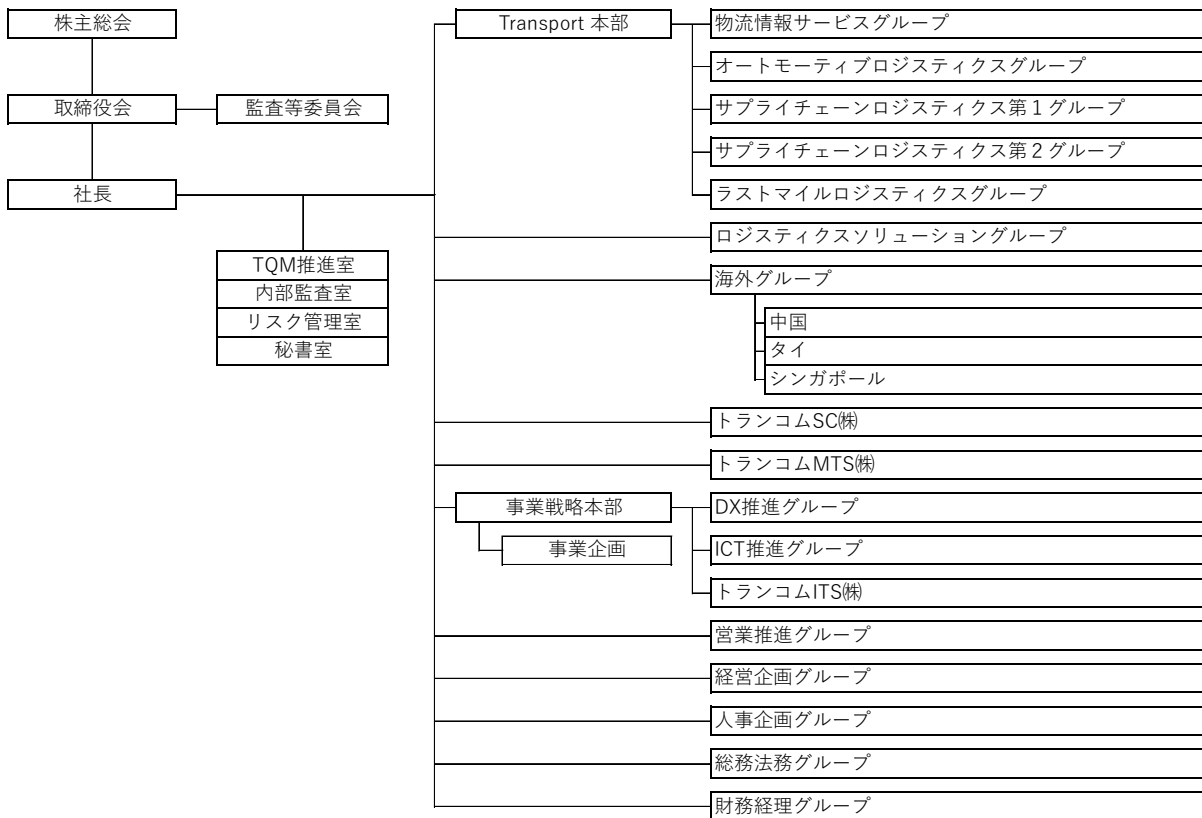 株主総会
取締役会
監査等委員会
社長
TQM推進室
内部監査室
リスク管理室
秘書室
Transport 本部
物流情報サービスグループ
オートモーティブロジスティクスグループ
サプライチェーンロジスティクス第１グループ
サプライチェーンロジスティクス第２グループ
ラストマイルロジスティクスグループ
ロジスティクスソリューショングループ
海外グループ
中国
タイ
シンガポール
トランコムSC㈱
トランコムMTS㈱
事業戦略本部
事業企画
DX推進グループ
ICT推進グループ
トランコムITS㈱
営業推進グループ
経営企画グループ
人事企画グループ
総務法務グループ
財務経理グループ